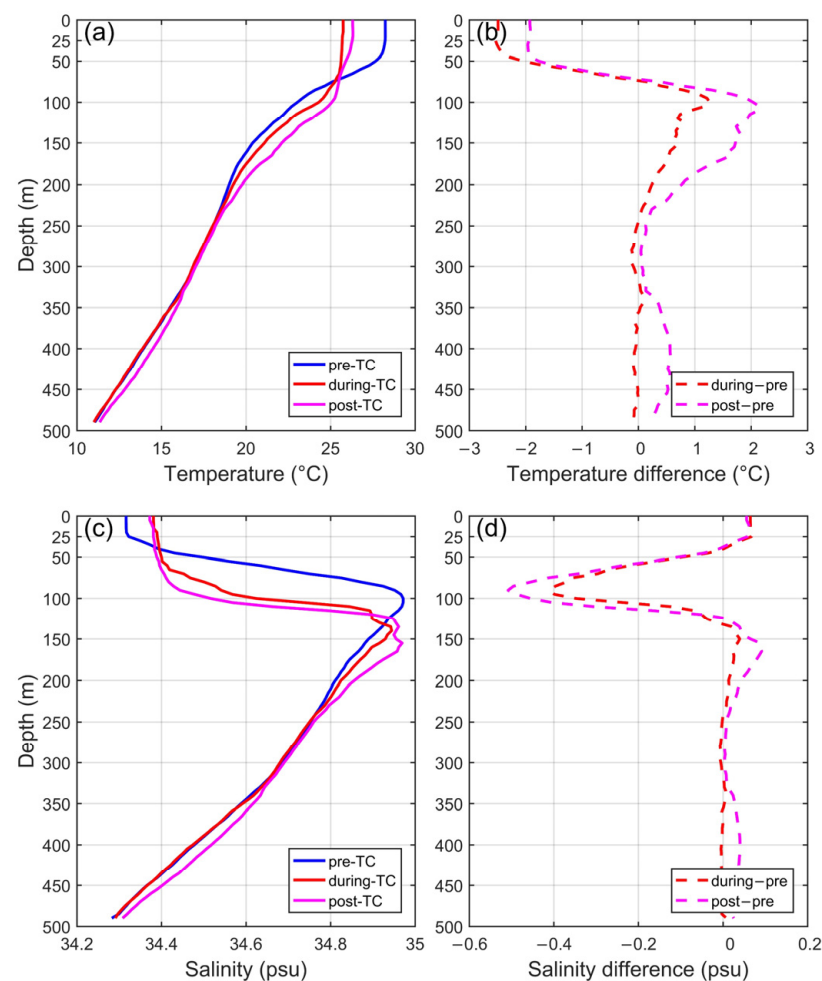 (a)
0
25
50
100
150
200
250
300
350
400
450
500
Depth (m)
10 15 20 25 30
Temperature (°C)
pre-TC
during-TC
post-TC
(b)
0
25
50
100
150
200
250
300
350
400
450
500
−3 −2 −1 0 1 2 3
Temperature difference (°C)
during−pre
post−pre
(c)
0
25
50
100
150
200
250
300
350
400
450
500
Depth (m)
34.2 34.4 34.6 34.8 35
Salinity (psu)
pre-TC
during-TC
post-TC
(d)
0
25
50
100
150
200
250
300
350
400
450
500
−0.6 −0.4 −0.2 0 0.2
Salinity difference (psu)
during−pre
post−pre